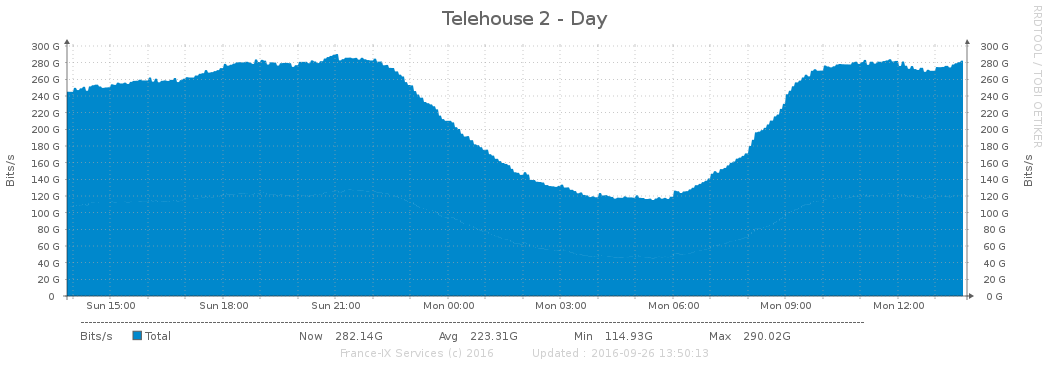 Telehouse 2 - Day
RRDTOOL / TOBI OETIKER
Bits/s
300 G
280 G
260 G
240 G
220 G
200 G
180 G
160 G
140 G
120 G
100 G
80 G
60 G
40 G
20 G
0
300 G
280 G
260 G
240 G
220 G
200 G
180 G
160 G
140 G
120 G
100 G
80 G
60 G
40 G
20 G
0 G
Bits/s
Sun 15:00 Sun 18:00 Sun 21:00 Mon 00:00 Mon 03:00 Mon 06:00 Mon 09:00 Mon 12:00
Bits/s Total Now 282.14G Avg 223.31G Min 114.93G Max 290.02G
France-IX Services (c) 2016 Updated : 2016-09-26 13:50:13